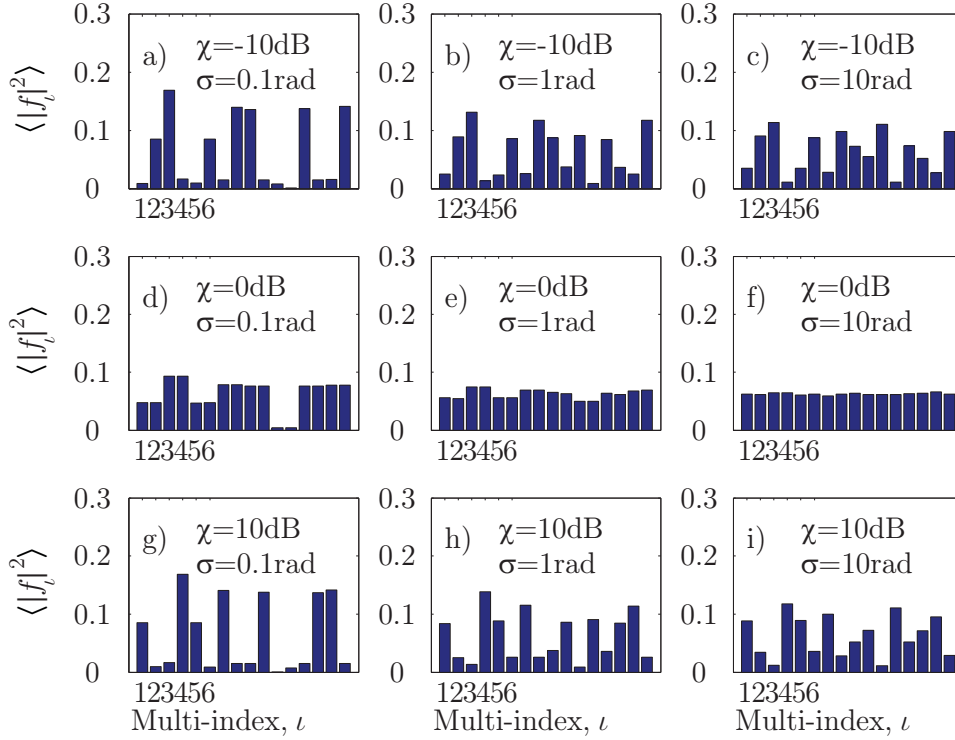 0.3
0.2
0.1
0
⟨|f_ι|²⟩
a)
χ=-10dB
σ=0.1rad
123456
b)
χ=-10dB
σ=1rad
0.3
0.2
0.1
0
123456
c)
χ=-10dB
σ=10rad
0.3
0.2
0.1
0
123456
0.3
0.2
0.1
0
⟨|f_ι|²⟩
d)
χ=0dB
σ=0.1rad
123456
0.3
0.2
0.1
0
e)
χ=0dB
σ=1rad
123456
0.3
0.2
0.1
0
f)
χ=0dB
σ=10rad
123456
0.3
0.2
0.1
0
⟨|f_ι|²⟩
g)
χ=10dB
σ=0.1rad
123456
Multi-index, ι
0.3
0.2
0.1
0
h)
χ=10dB
σ=1rad
123456
Multi-index, ι
0.3
0.2
0.1
0
i)
χ=10dB
σ=10rad
123456
Multi-index, ι